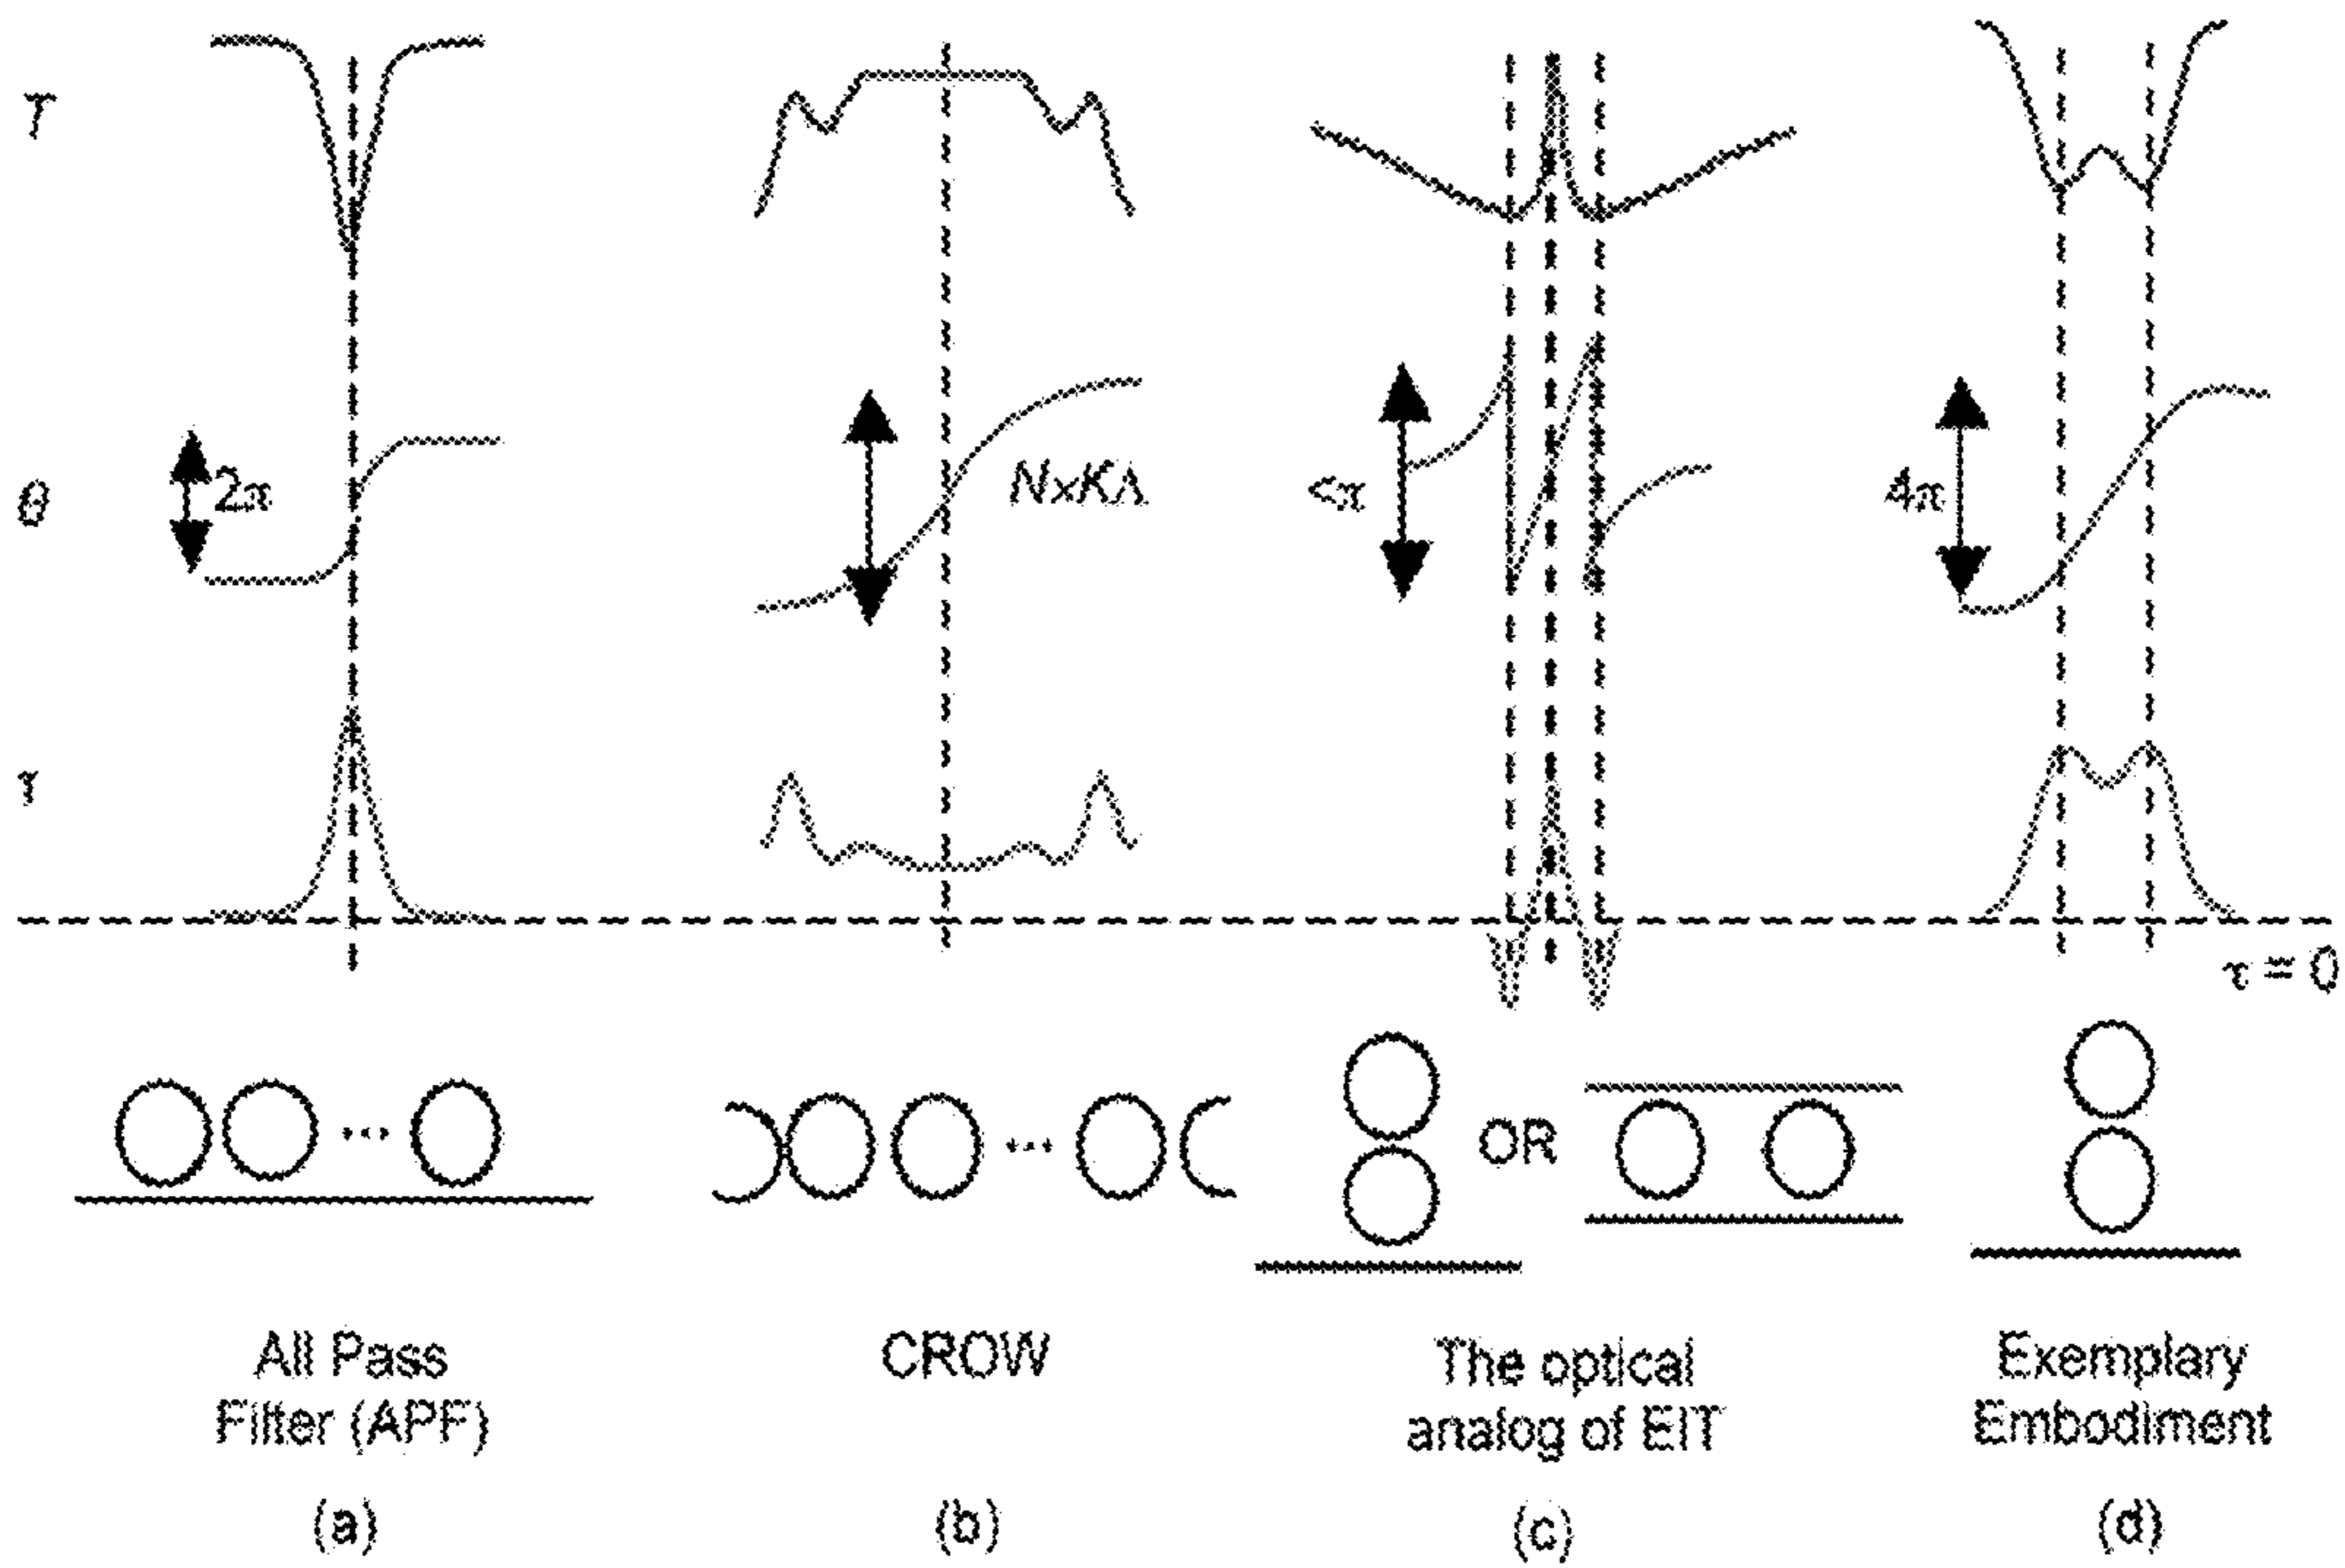 T
θ
2π
N×KΛ
<π
4π
τ
τ = 0
OR
All Pass
Filter (APF)
(a)
CROW
(b)
The optical
analog of EIT
(c)
Exemplary
Embodiment
(d)